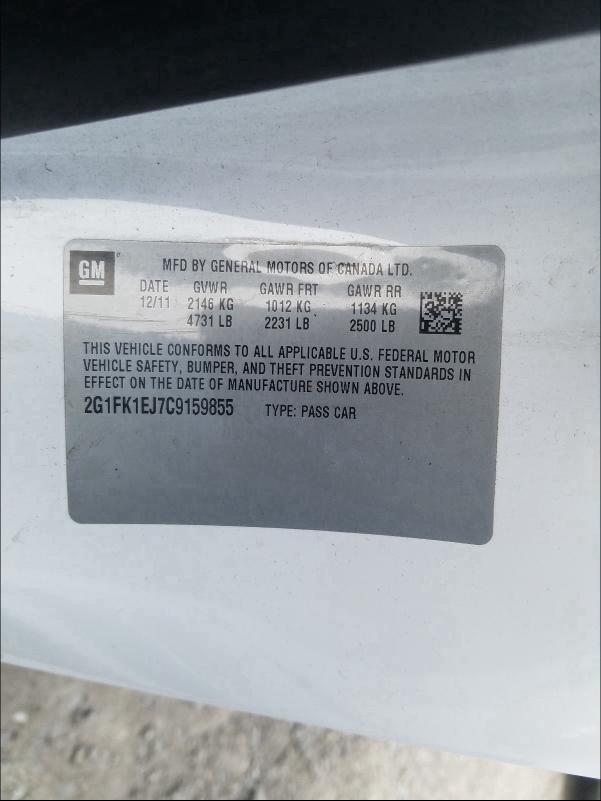 GM
MFD BY GENERAL MOTORS OF CANADA LTD.
DATE GVWR GAWR FRT GAWR RR
12/11 2146 KG 1012 KG 1134 KG
4731 LB 2231 LB 2500 LB
THIS VEHICLE CONFORMS TO ALL APPLICABLE U.S. FEDERAL MOTOR
VEHICLE SAFETY, BUMPER, AND THEFT PREVENTION STANDARDS IN
EFFECT ON THE DATE OF MANUFACTURE SHOWN ABOVE.
2G1FK1EJ7C9159855 TYPE: PASS CAR